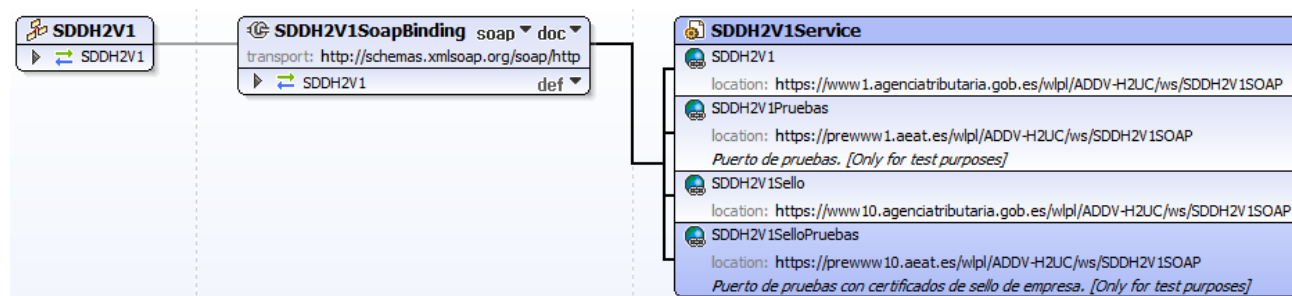 SDDH2V1
SDDH2V1
SDDH2V1SoapBinding soap doc
transport: http://schemas.xmlsoap.org/soap/http
SDDH2V1 def
SDDH2V1Service
SDDH2V1
location: https://www1.agenciatributaria.gob.es/wlpl/ADDV-H2UC/ws/SDDH2V1SOAP
SDDH2V1Pruebas
location: https://prewww1.aeat.es/wlpl/ADDV-H2UC/ws/SDDH2V1SOAP
Puerto de pruebas. [Only for test purposes]
SDDH2V1Sello
location: https://www10.agenciatributaria.gob.es/wlpl/ADDV-H2UC/ws/SDDH2V1SOAP
SDDH2V1SelloPruebas
location: https://prewww10.aeat.es/wlpl/ADDV-H2UC/ws/SDDH2V1SOAP
Puerto de pruebas con certificados de sello de empresa. [Only for test purposes]